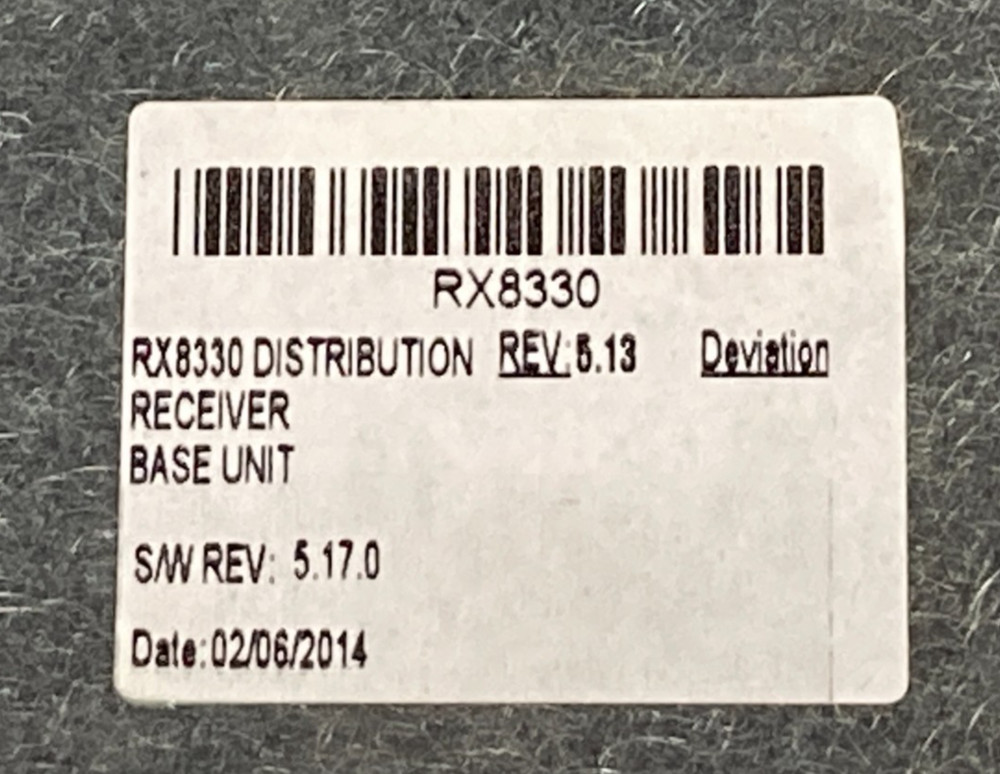 RX8330
RX8330 DISTRIBUTION REV: 5.13 Deviation
RECEIVER
BASE UNIT
S/W REV: 5.17.0
Date: 02/06/2014